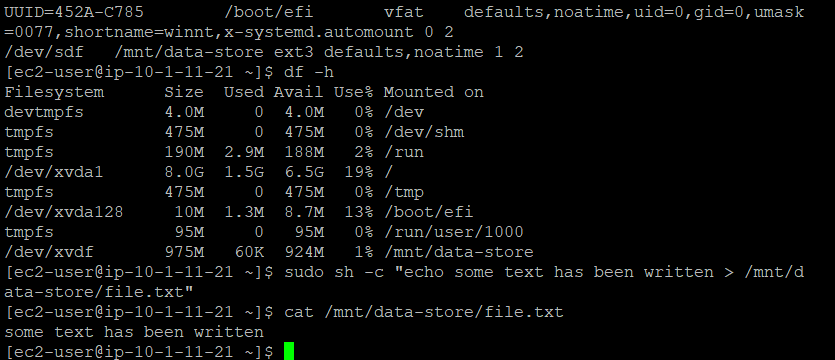 UUID=452A-C785        /boot/efi       vfat    defaults,noatime,uid=0,gid=0,umask
=0077,shortname=winnt,x-systemd.automount 0 2
/dev/sdf   /mnt/data-store ext3 defaults,noatime 1 2
[ec2-user@ip-10-1-11-21 ~]$ df -h
Filesystem      Size  Used Avail Use% Mounted on
devtmpfs        4.0M     0  4.0M   0% /dev
tmpfs           475M     0  475M   0% /dev/shm
tmpfs           190M  2.9M  188M   2% /run
/dev/xvda1      8.0G  1.5G  6.5G  19% /
tmpfs           475M     0  475M   0% /tmp
/dev/xvda128     10M  1.3M  8.7M  13% /boot/efi
tmpfs            95M     0   95M   0% /run/user/1000
/dev/xvdf       975M   60K  924M   1% /mnt/data-store
[ec2-user@ip-10-1-11-21 ~]$ sudo sh -c "echo some text has been written > /mnt/d
ata-store/file.txt"
[ec2-user@ip-10-1-11-21 ~]$ cat /mnt/data-store/file.txt
some text has been written
[ec2-user@ip-10-1-11-21 ~]$